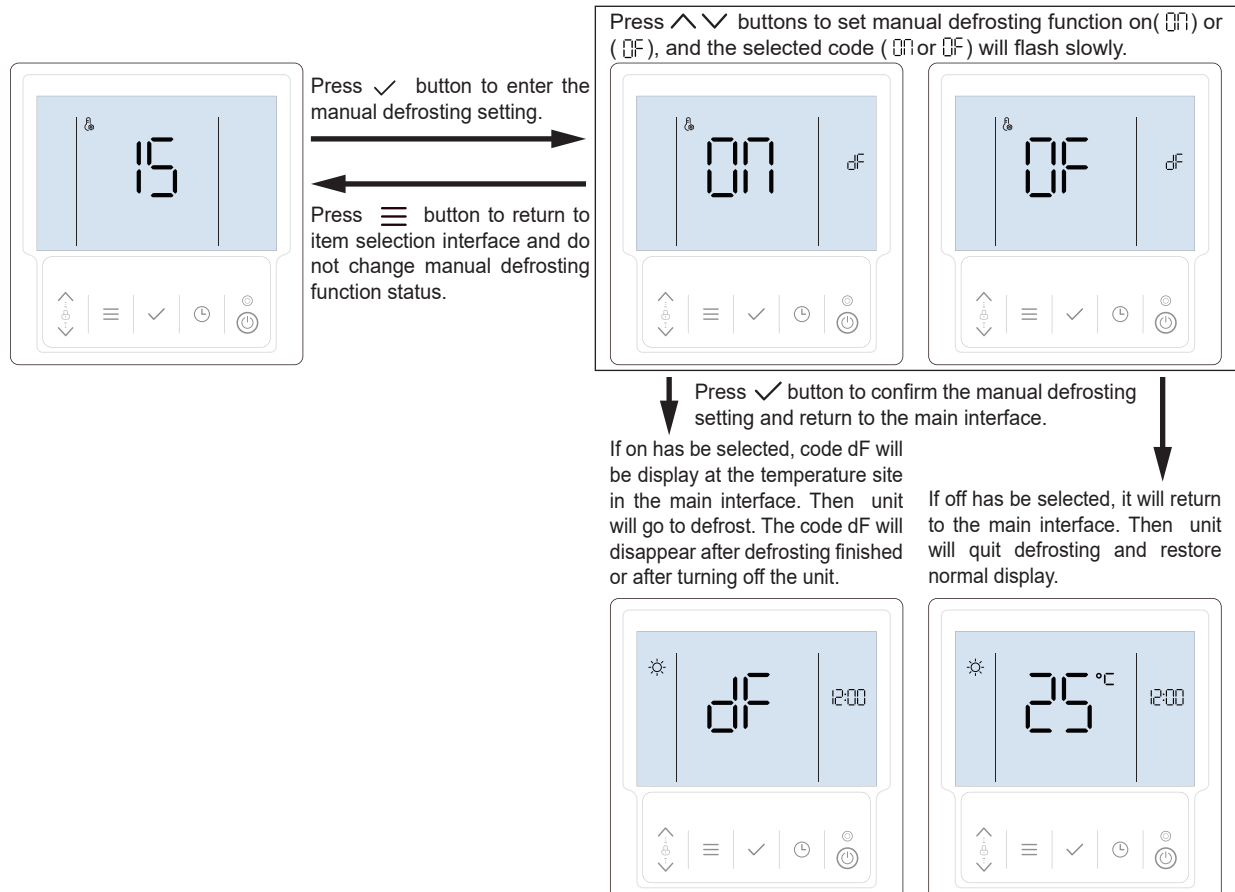 Press buttons to set manual defrosting function on( ON) or
( OF), and the selected code ( ON or OF) will flash slowly.
15
Press button to enter the
manual defrosting setting.
Press button to return to
item selection interface and do
not change manual defrosting
function status.
ON
dF
OF
dF
Press button to confirm the manual defrosting
setting and return to the main interface.
If on has be selected, code dF will
be display at the temperature site
in the main interface. Then unit
will go to defrost. The code dF will
disappear after defrosting finished
or after turning off the unit.
If off has be selected, it will return
to the main interface. Then unit
will quit defrosting and restore
normal display.
dF
12:00
25 °C
12:00